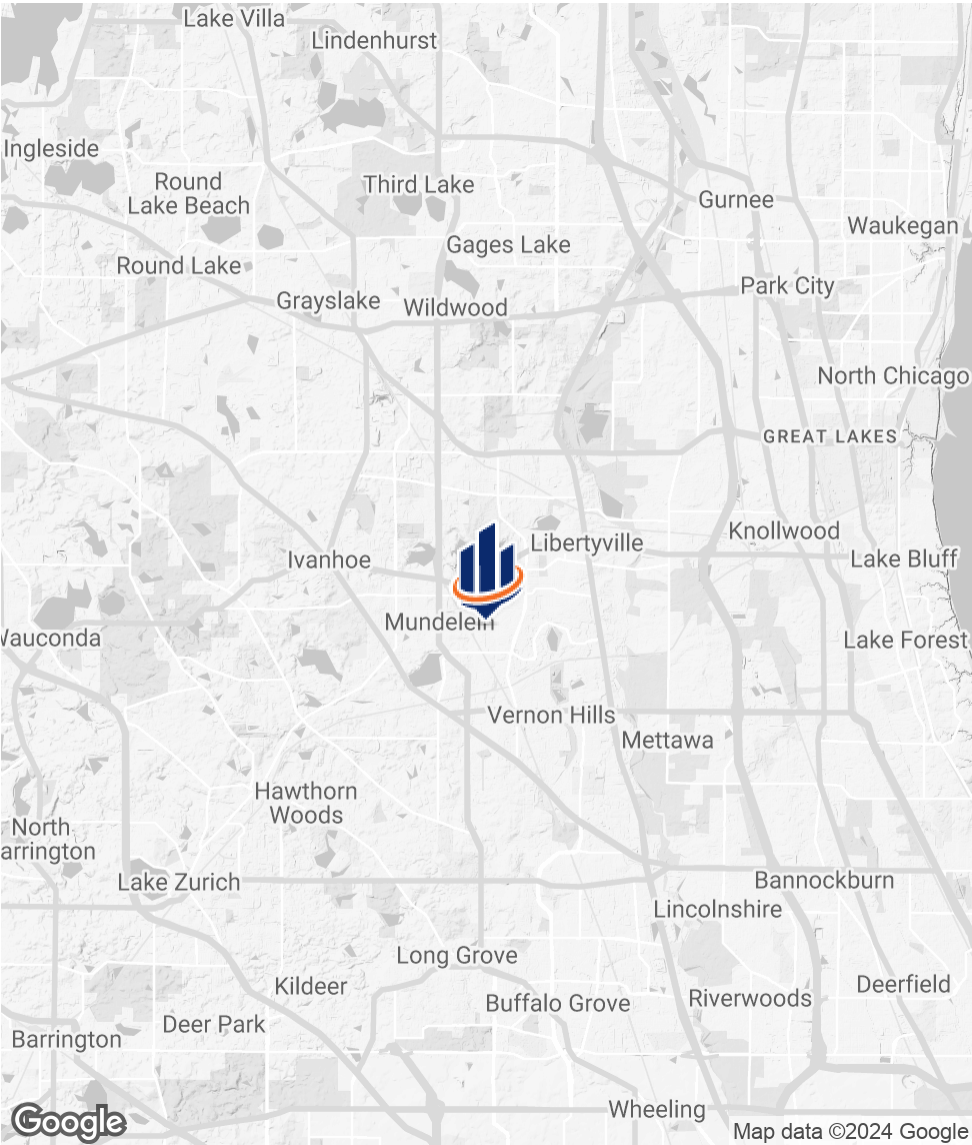 Lake Villa
Lindenhurst
Ingleside
Round
Lake Beach
Third Lake
Gurnee
Waukegan
Gages Lake
Round Lake
Park City
Grayslake
Wildwood
North Chicago
GREAT LAKES
Knollwood
Libertyville
Ivanhoe
Lake Bluff
Mundelein
Wauconda
Lake Forest
Vernon Hills
Mettawa
Hawthorn
Woods
North
arrington
Lake Zurich
Bannockburn
Lincolnshire
Long Grove
Kildeer
Deerfield
Riverwoods
Buffalo Grove
Deer Park
Barrington
Wheeling
Google
Map data ©2024 Google